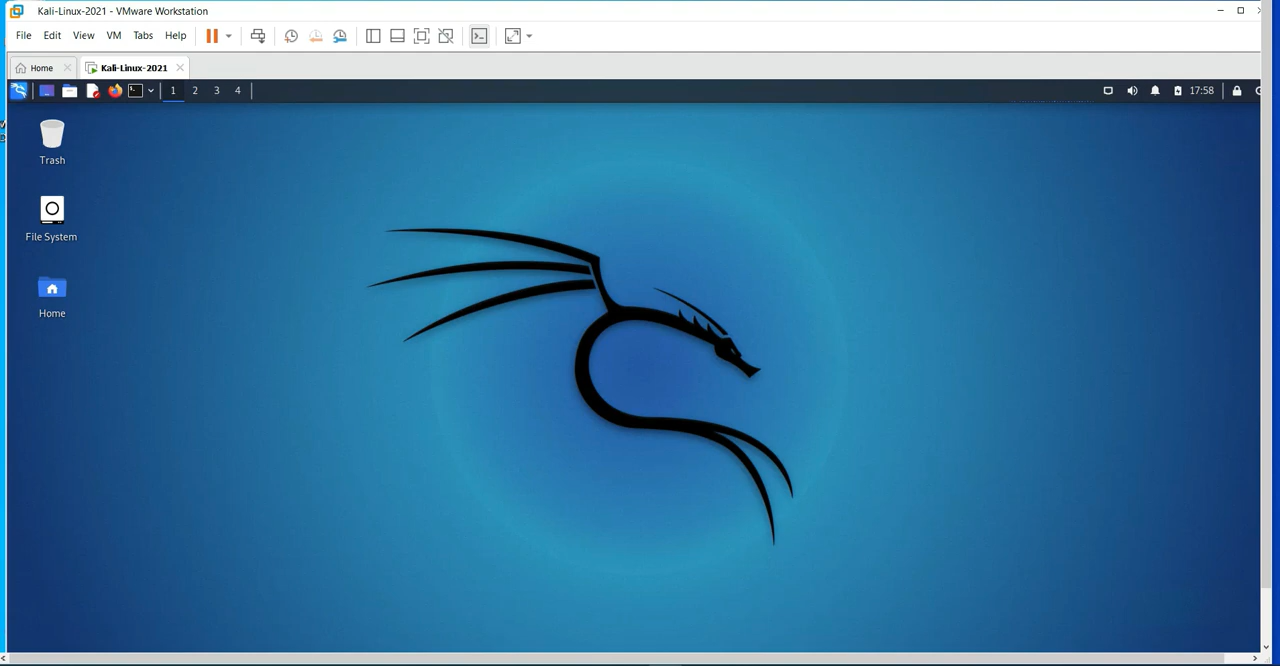 Kali-Linux-2021 - VMware Workstation
File Edit View VM Tabs Help
Home Kali-Linux-2021
1 2 3 4 17:58
Trash
File System
Home